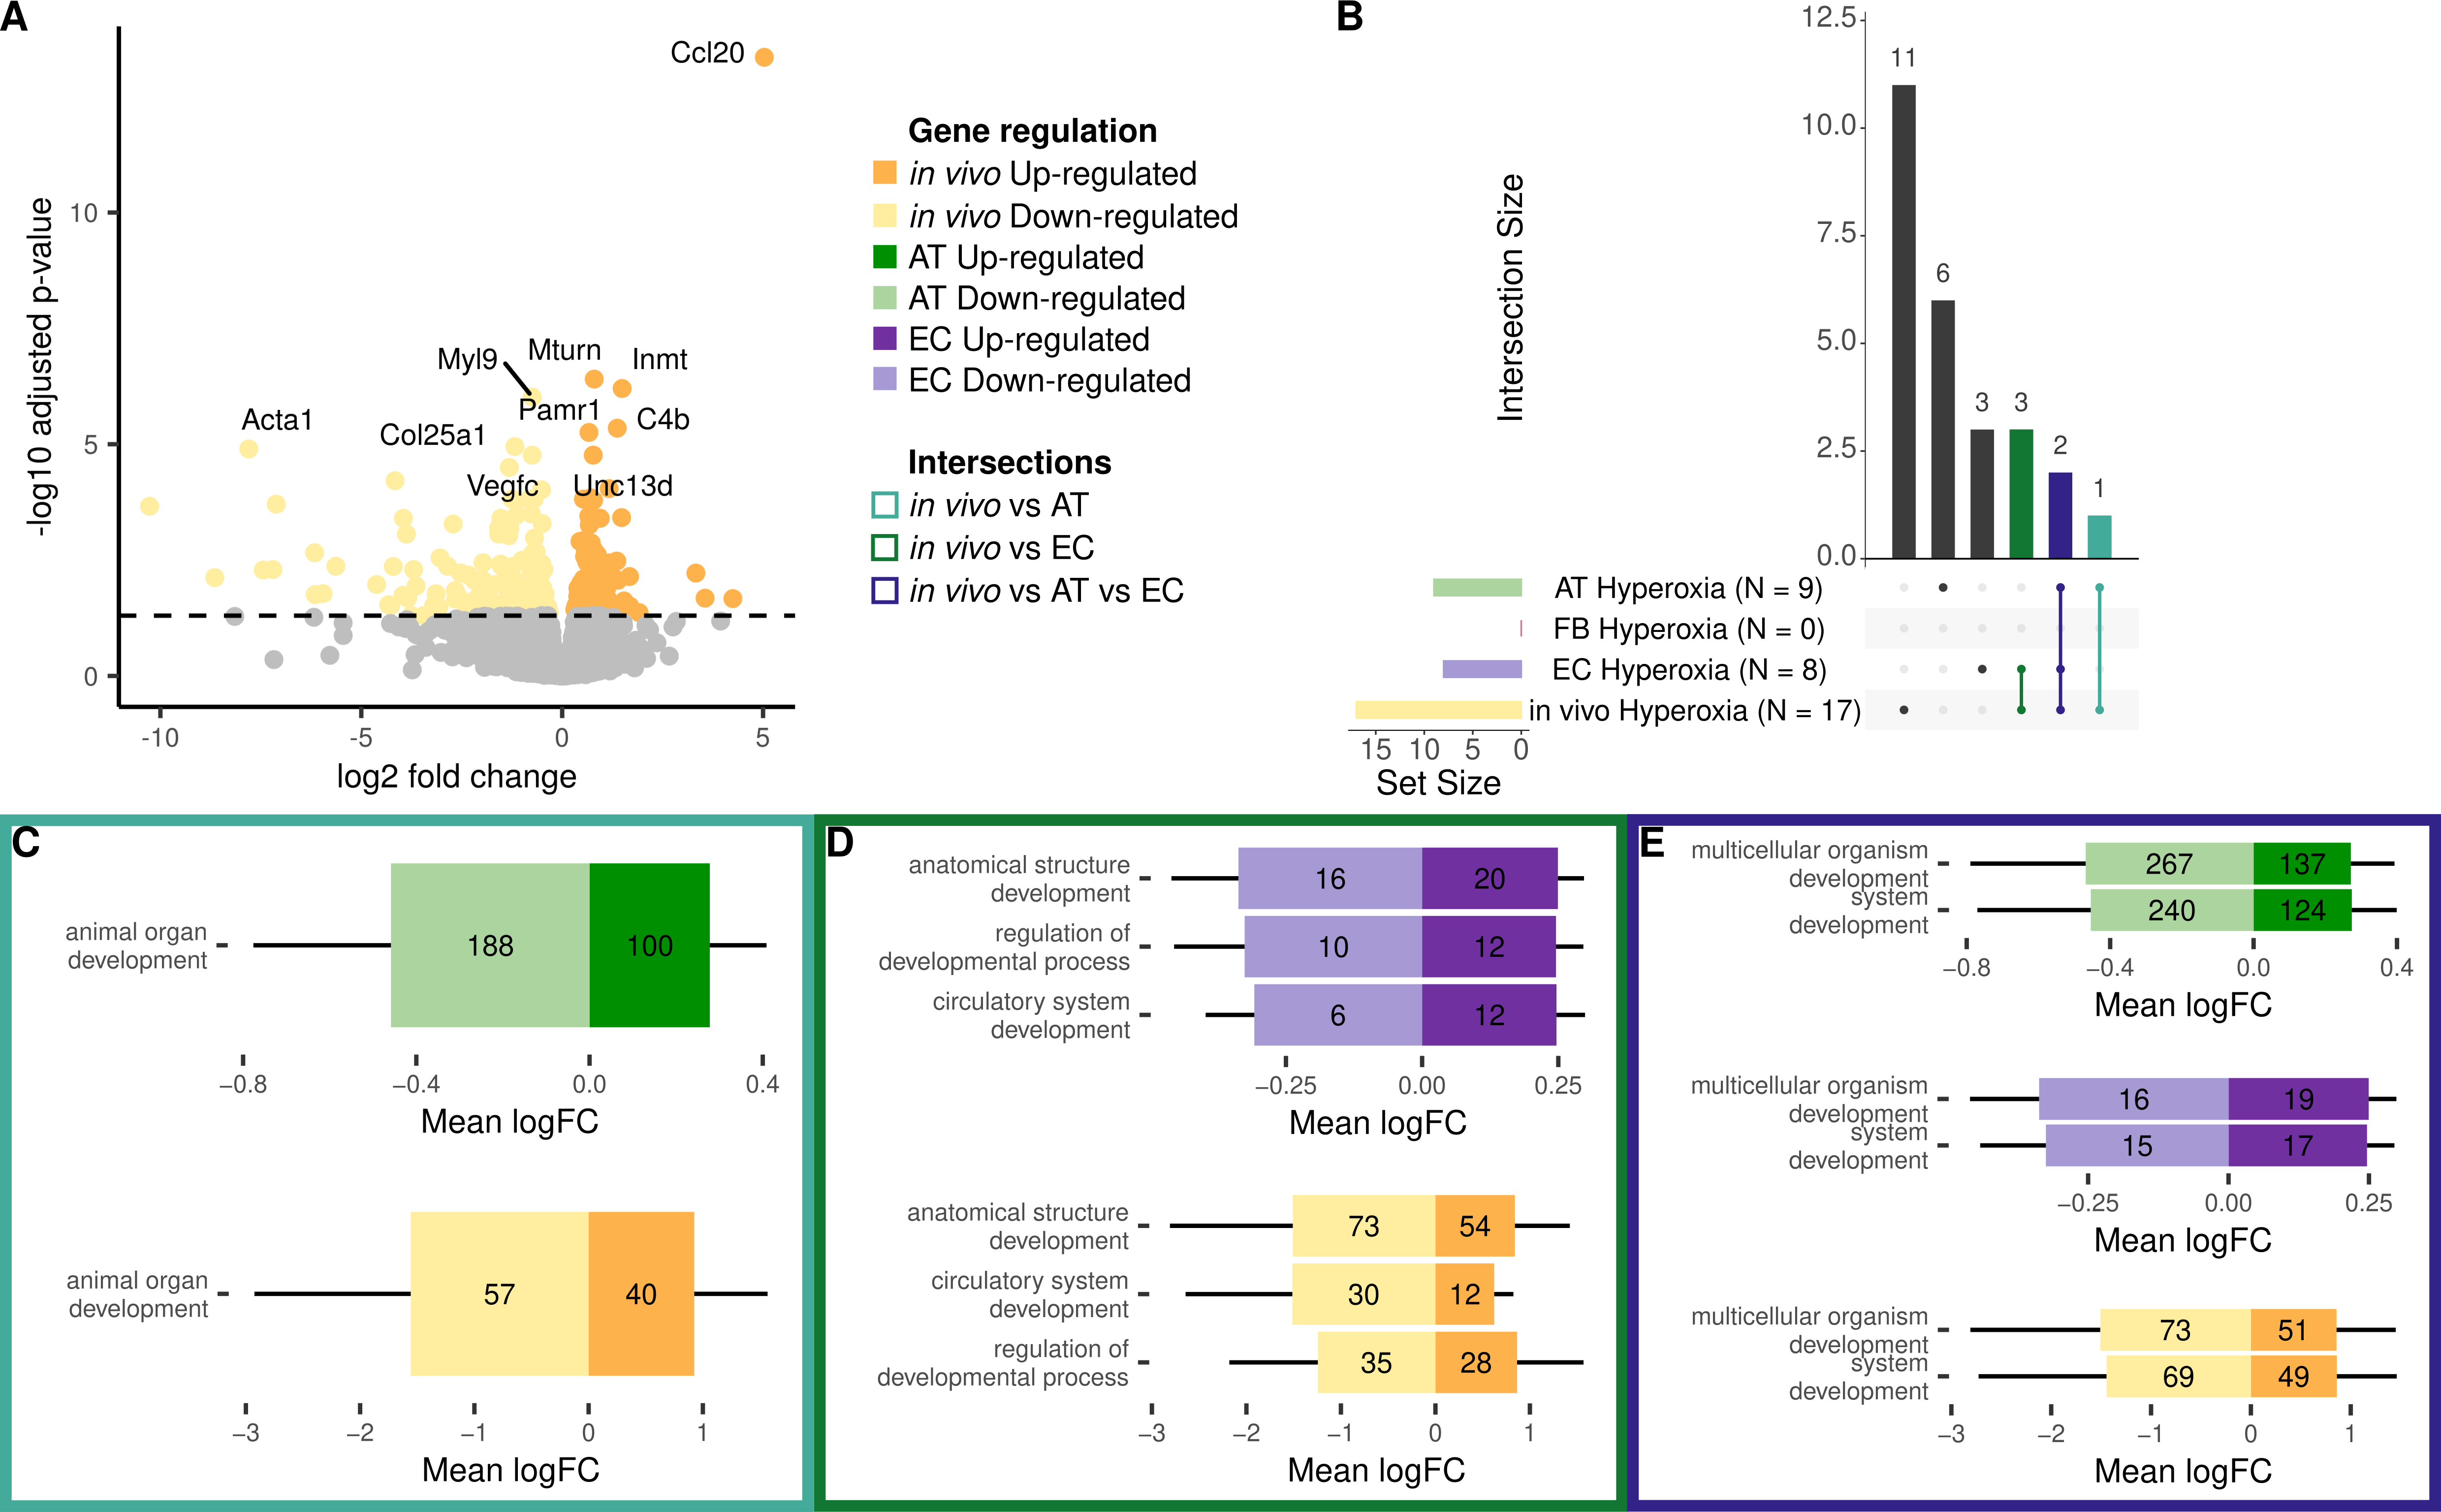 A
Ccl20
Mturn
Myl9
Inmt
Pamr1
C4b
Acta1
Col25a1
Vegfc
Unc13d
10
5
0
-log10 adjusted p-value
-10
-5
0
5
log2 fold change
Gene regulation
in vivo Up-regulated
in vivo Down-regulated
AT Up-regulated
AT Down-regulated
EC Up-regulated
EC Down-regulated
Intersections
in vivo vs AT
in vivo vs EC
in vivo vs AT vs EC
B
12.5
10.0
7.5
5.0
2.5
0.0
Intersection Size
11
6
3
3
2
1
AT Hyperoxia (N = 9)
FB Hyperoxia (N = 0)
EC Hyperoxia (N = 8)
in vivo Hyperoxia (N = 17)
15 10 5 0
Set Size
C
animal organ
development
188
100
−0.8
−0.4
0.0
0.4
Mean logFC
animal organ
development
57
40
−3
−2
−1
0
1
Mean logFC
D
anatomical structure
development
16
20
regulation of
developmental process
10
12
circulatory system
development
6
12
−0.25
0.00
0.25
Mean logFC
anatomical structure
development
73
54
circulatory system
development
30
12
regulation of
developmental process
35
28
−3
−2
−1
0
1
Mean logFC
E
multicellular organism
development
267
137
system
development
240
124
−0.8
−0.4
0.0
0.4
Mean logFC
multicellular organism
development
16
19
system
development
15
17
−0.25
0.00
0.25
Mean logFC
multicellular organism
development
73
51
system
development
69
49
−3
−2
−1
0
1
Mean logFC